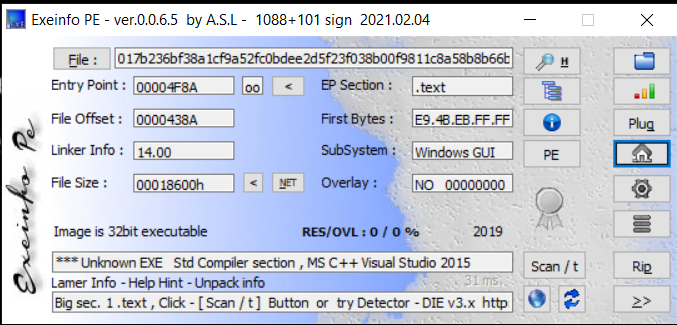 Exeinfo PE - ver.0.0.6.5 by A.S.L - 1088+101 sign 2021.02.04
Exeinfo Pe
File : 017b236bf38a1cf9a52fc0bdee2d5f23f038b00f9811c8a58b8b66b H
Entry Point : 00004F8A oo < EP Section : .text
File Offset : 0000438A First Bytes : E9.4B.EB.FF.FF Plug
Linker Info : 14.00 SubSystem : Windows GUI PE
File Size : 00018600h < NET Overlay : NO 00000000
Image is 32bit executable RES/OVL : 0 / 0 % 2019
*** Unknown EXE Std Compiler section , MS C++ Visual Studio 2015 Scan / t Rip
Lamer Info - Help Hint - Unpack info 31 ms.
Big sec. 1 .text , Click - [ Scan / t ] Button or try Detector - DIE v3.x http >>